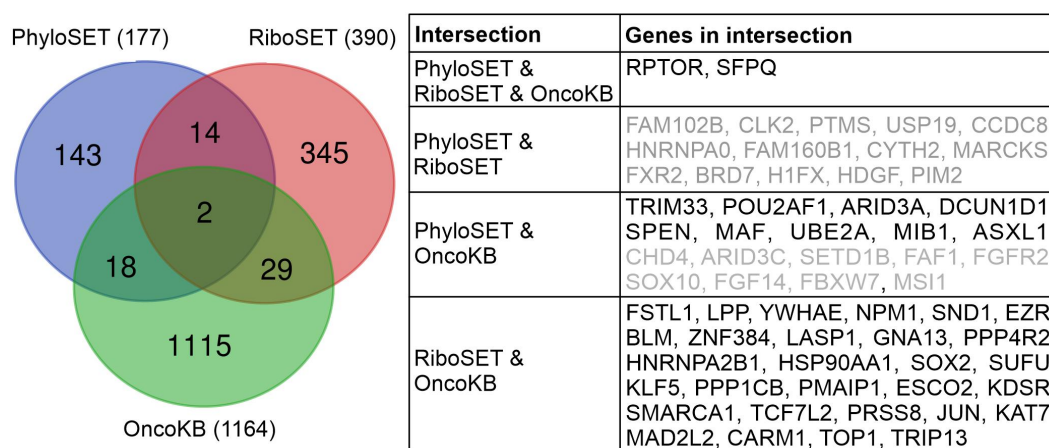 PhyloSET (177)
RiboSET (390)
143
14
345
2
18
29
1115
OncoKB (1164)
Intersection
Genes in intersection
PhyloSET &
RiboSET & OncoKB
RPTOR, SFPQ
PhyloSET &
RiboSET
FAM102B, CLK2, PTMS, USP19, CCDC8
HNRNPA0, FAM160B1, CYTH2, MARCKS
FXR2, BRD7, H1FX, HDGF, PIM2
PhyloSET &
OncoKB
TRIM33, POU2AF1, ARID3A, DCUN1D1
SPEN, MAF, UBE2A, MIB1, ASXL1
CHD4, ARID3C, SETD1B, FAF1, FGFR2
SOX10, FGF14, FBXW7, MSI1
RiboSET &
OncoKB
FSTL1, LPP, YWHAE, NPM1, SND1, EZR
BLM, ZNF384, LASP1, GNA13, PPP4R2
HNRNPA2B1, HSP90AA1, SOX2, SUFU
KLF5, PPP1CB, PMAIP1, ESCO2, KDSR
SMARCA1, TCF7L2, PRSS8, JUN, KAT7
MAD2L2, CARM1, TOP1, TRIP13